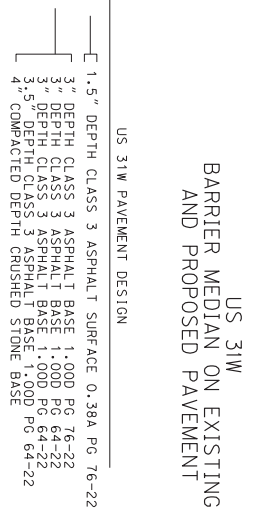 US 31W
BARRIER MEDIAN ON EXISTING
AND PROPOSED PAVEMENT
US 31W PAVEMENT DESIGN
1.5" DEPTH CLASS 3 ASPHALT SURFACE 0.38A PG 76-22
3" DEPTH CLASS 3 ASPHALT BASE 1.00D PG 76-22
3" DEPTH CLASS 3 ASPHALT BASE 1.00D PG 64-22
3" DEPTH CLASS 3 ASPHALT BASE 1.00D PG 64-22
3.5" DEPTH CLASS 3 ASPHALT BASE 1.00D PG 64-22
4" COMPACTED DEPTH CRUSHED STONE BASE